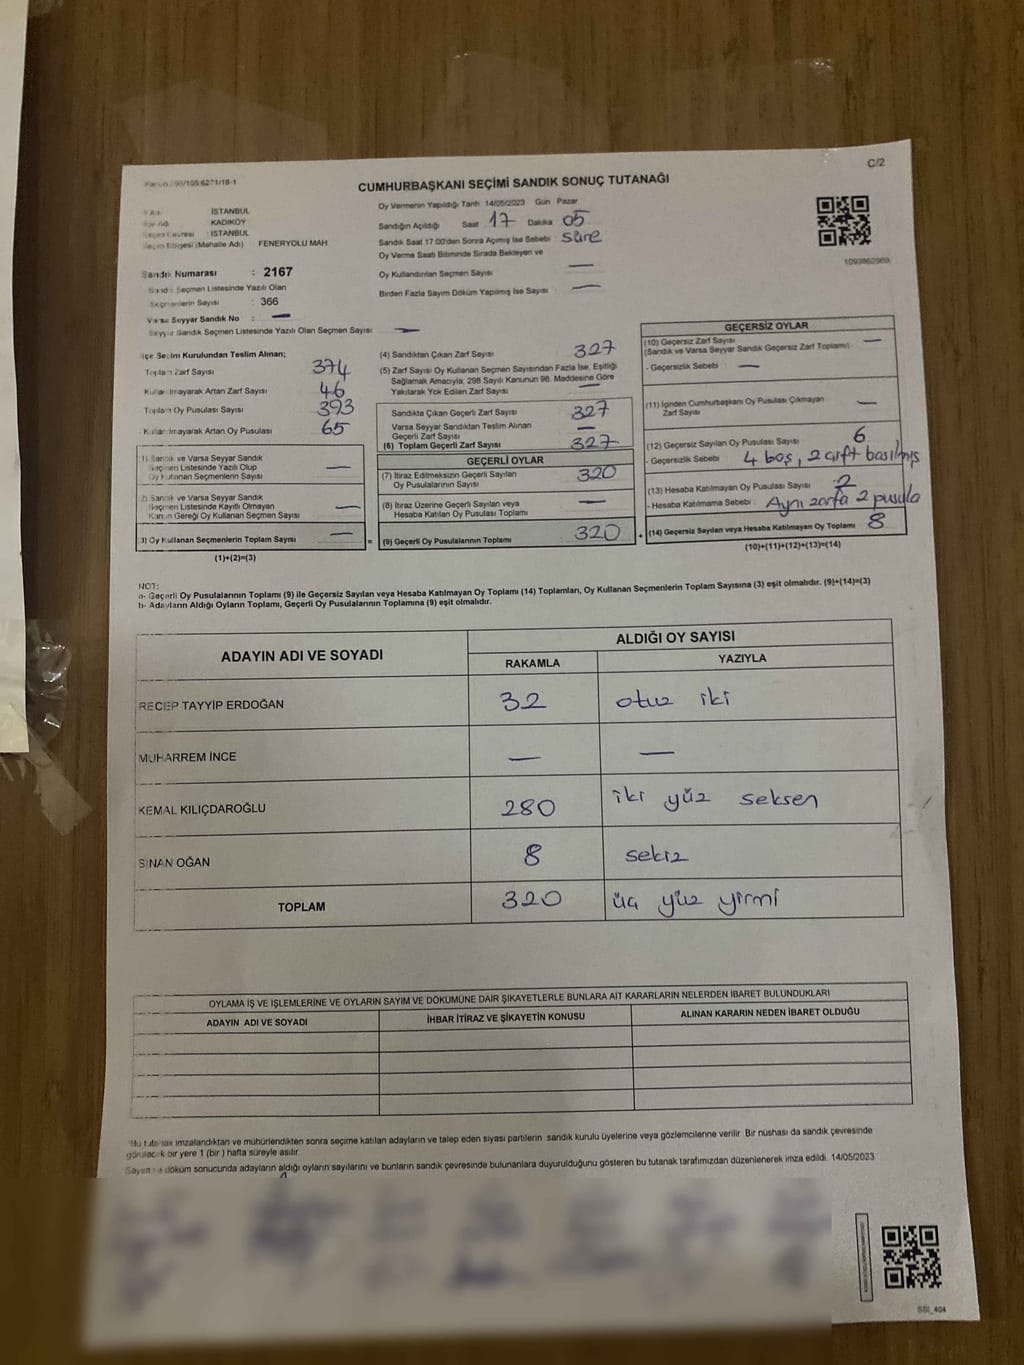 C/2
CUMHURBAŞKANI SEÇİMİ SANDIK SONUÇ TUTANAĞI
İSTANBUL
KADIKÖY
İSTANBUL
(Mahalle Adı) FENERYOLU MAH
Sandık Numarası : 2167
Sandık Seçmen Listesinde Yazılı Olan
Seçmenlerin Sayısı : 366
Varsa Seyyar Sandık No : —
Seyyar Sandık Seçmen Listesinde Yazılı Olan Seçmen Sayısı —
Oy Vermenin Yapıldığı Tarih 14/05/2023 Gün Pazar
Sandığın Açıldığı Saat 17 Dakika 05
Sandık Saat 17:00'den Sonra Açılmış İse Sebebi süre
Oy Verme Saati Bitiminde Sırada Bekleyen ve
Oy Kullandırılan Seçmen Sayısı —
Birden Fazla Sayım Döküm Yapılmış İse Sayısı —
1093862969
İlçe Seçim Kurulundan Teslim Alınan;
Toplam Zarf Sayısı 374
Kullanılmayarak Artan Zarf Sayısı 46
Toplam Oy Pusulası Sayısı 393
Kullanılmayarak Artan Oy Pusulası 65
1) Sandık ve Varsa Seyyar Sandık
Seçmen Listesinde Yazılı Olup
Oy Kullanan Seçmenlerin Sayısı —
2) Sandık ve Varsa Seyyar Sandık
Seçmen Listesinde Kayıtlı Olmayan
Kanun Gereği Oy Kullanan Seçmen Sayısı —
3) Oy Kullanan Seçmenlerin Toplam Sayısı — =
(1)+(2)=(3)
(4) Sandıktan Çıkan Zarf Sayısı 327
(5) Zarf Sayısı Oy Kullanan Seçmen Sayısından Fazla İse, Eşitliği
Sağlamak Amacıyla; 298 Sayılı Kanunun 98. Maddesine Göre
Yakılarak Yok Edilen Zarf Sayısı —
Sandıkta Çıkan Geçerli Zarf Sayısı 327
Varsa Seyyar Sandıktan Teslim Alınan
Geçerli Zarf Sayısı —
(6) Toplam Geçerli Zarf Sayısı 327
GEÇERLİ OYLAR
(7) İtiraz Edilmeksizin Geçerli Sayılan
Oy Pusulalarının Sayısı 320
(8) İtiraz Üzerine Geçerli Sayılan veya
Hesaba Katılan Oy Pusulası Toplamı —
(9) Geçerli Oy Pusulalarının Toplamı 320 +
GEÇERSİZ OYLAR
(10) Geçersiz Zarf Sayısı —
(Sandık ve Varsa Seyyar Sandık Geçersiz Zarf Toplamı)
- Geçersizlik Sebebi —
(11) İçinden Cumhurbaşkanı Oy Pusulası Çıkmayan
Zarf Sayısı —
(12) Geçersiz Sayılan Oy Pusulası Sayısı 6
- Geçersizlik Sebebi 4 boş, 2 çift basılmış
(13) Hesaba Katılmayan Oy Pusulası Sayısı 2
- Hesaba Katılmama Sebebi Aynı zarfa 2 pusula
(14) Geçersiz Sayılan veya Hesaba Katılmayan Oy Toplamı 8
(10)+(11)+(12)+(13)=(14)
NOT:
a- Geçerli Oy Pusulalarının Toplamı (9) ile Geçersiz Sayılan veya Hesaba Katılmayan Oy Toplamı (14) Toplamları, Oy Kullanan Seçmenlerin Toplam Sayısına (3) eşit olmalıdır. (9)+(14)=(3)
b- Adayların Aldığı Oyların Toplamı, Geçerli Oy Pusulalarının Toplamına (9) eşit olmalıdır.
ADAYIN ADI VE SOYADI
ALDIĞI OY SAYISI
RAKAMLA YAZIYLA
RECEP TAYYİP ERDOĞAN 32 otuz iki
MUHARREM İNCE — —
KEMAL KILIÇDAROĞLU 280 iki yüz seksen
SİNAN OĞAN 8 sekiz
TOPLAM 320 üç yüz yirmi
OYLAMA İŞ VE İŞLEMLERİNE VE OYLARIN SAYIM VE DÖKÜMÜNE DAİR ŞİKAYETLERLE BUNLARA AİT KARARLARIN NELERDEN İBARET BULUNDUKLARI
ADAYIN ADI VE SOYADI İHBAR İTİRAZ VE ŞİKAYETİN KONUSU ALINAN KARARIN NEDEN İBARET OLDUĞU
Bu tutanak imzalandıktan ve mühürlendikten sonra seçime katılan adayların ve talep eden siyasi partilerin sandık kurulu üyelerine veya gözlemcilerine verilir. Bir nüshası da sandık çevresinde
görülecek bir yere 1 (bir) hafta süreyle asılır.
Sayım ve döküm sonucunda adayların aldığı oyların sayılarını ve bunların sandık çevresinde bulunanlara duyurulduğunu gösteren bu tutanak tarafımızdan düzenlenerek imza edildi. 14/05/2023
SSI_404